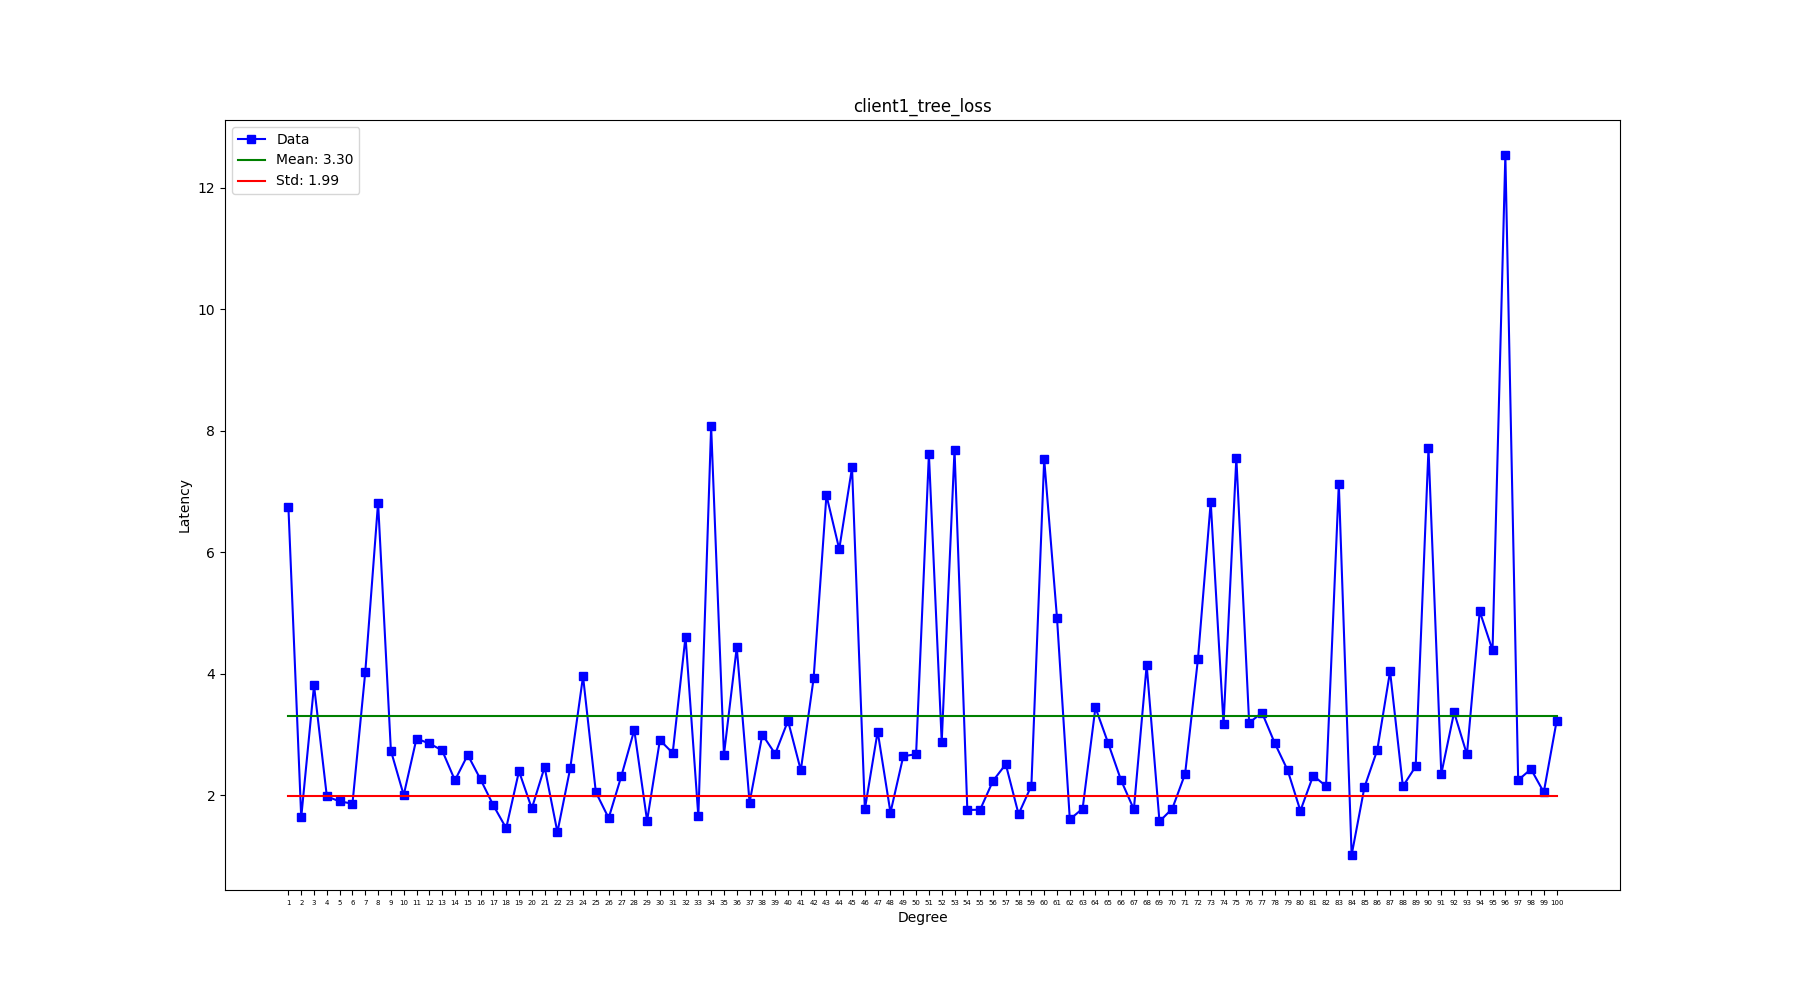 client1_tree_loss
Data
Mean: 3.30
Std: 1.99
12
10
8
6
4
2
Latency
1 2 3 4 5 6 7 8 9 10 11 12 13 14 15 16 17 18 19 20 21 22 23 24 25 26 27 28 29 30 31 32 33 34 35 36 37 38 39 40 41 42 43 44 45 46 47 48 49 50 51 52 53 54 55 56 57 58 59 60 61 62 63 64 65 66 67 68 69 70 71 72 73 74 75 76 77 78 79 80 81 82 83 84 85 86 87 88 89 90 91 92 93 94 95 96 97 98 99 100
Degree